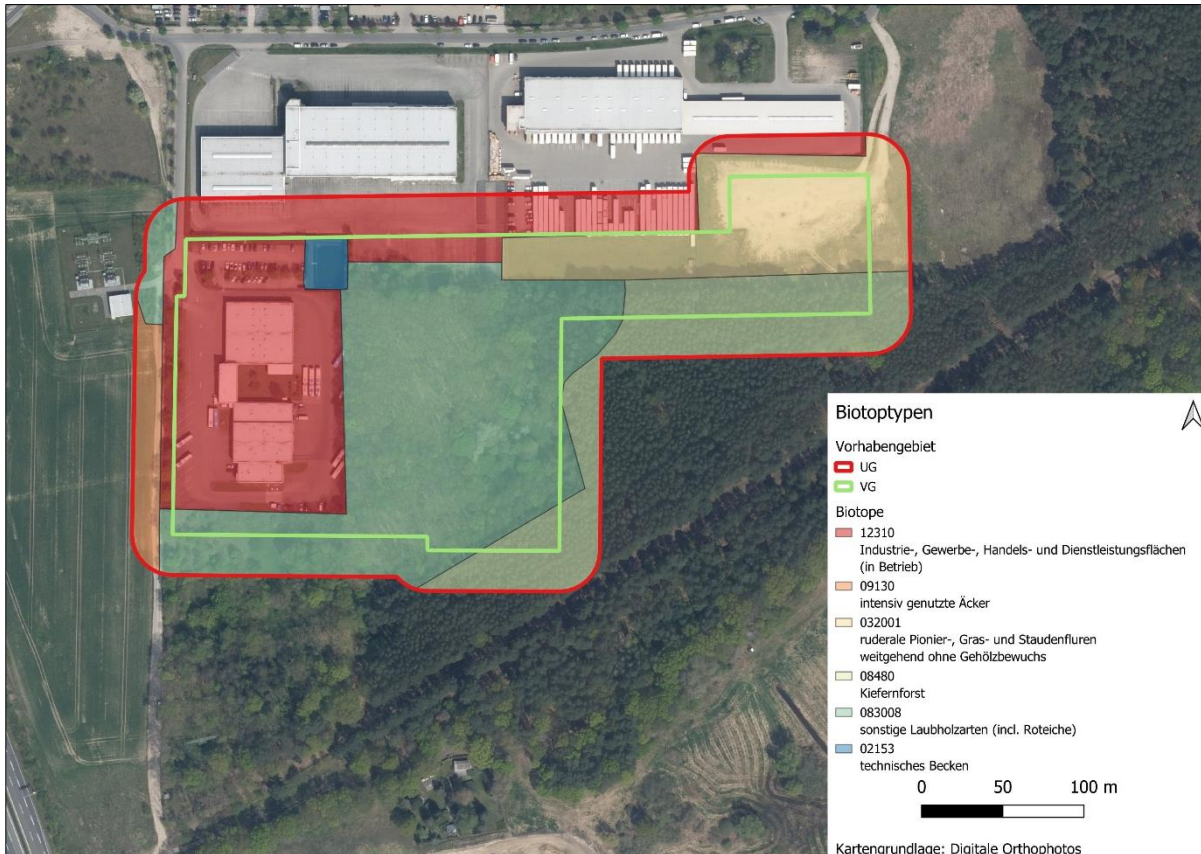 Biotoptypen
Vorhabengebiet
UG
VG
Biotope
12310
Industrie-, Gewerbe-, Handels- und Dienstleistungsflächen
(in Betrieb)
09130
intensiv genutzte Äcker
032001
ruderale Pionier-, Gras- und Staudenfluren
weitgehend ohne Gehölzbewuchs
08480
Kiefernforst
083008
sonstige Laubholzarten (incl. Roteiche)
02153
technisches Becken
0 50 100 m
Kartengrundlage: Digitale Orthophotos